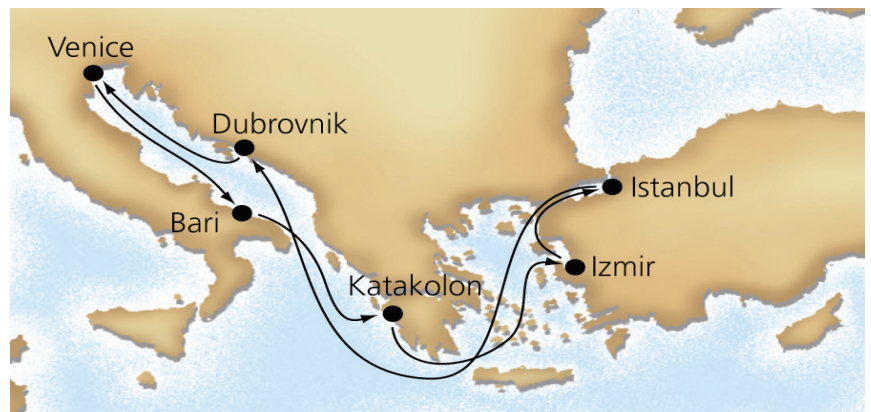 Venice
Dubrovnik
Bari
Istanbul
Izmir
Katakolon